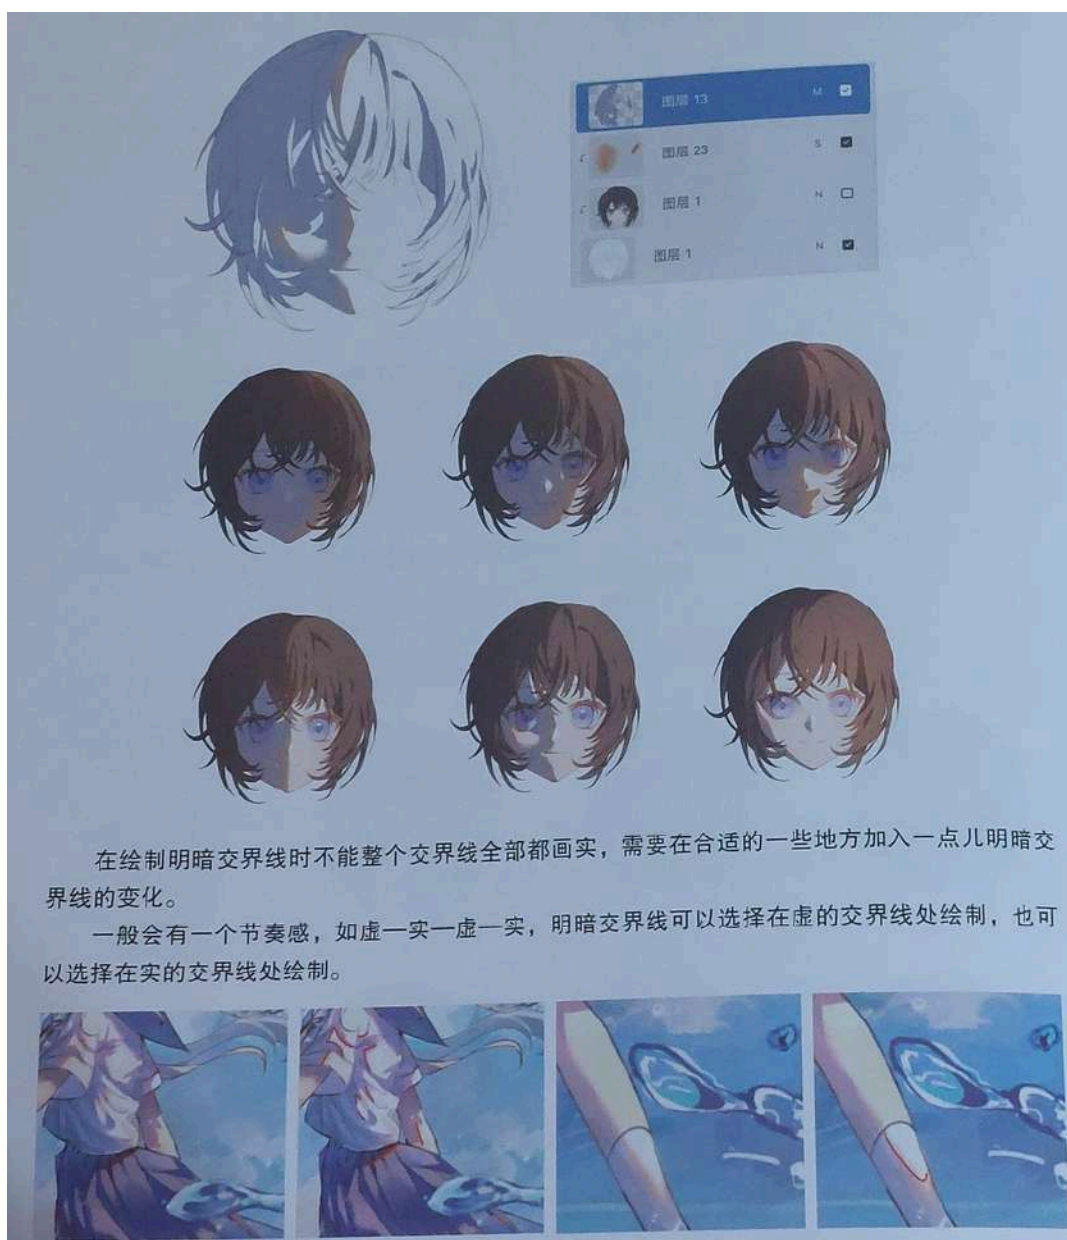 图层 13 M
图层 23 S
图层 1 N
图层 1 N
在绘制明暗交界线时不能整个交界线全部都画实，需要在合适的一些地方加入一点儿明暗交
界线的变化。
一般会有一个节奏感，如虚—实—虚—实，明暗交界线可以选择在虚的交界线处绘制，也可
以选择在实的交界线处绘制。